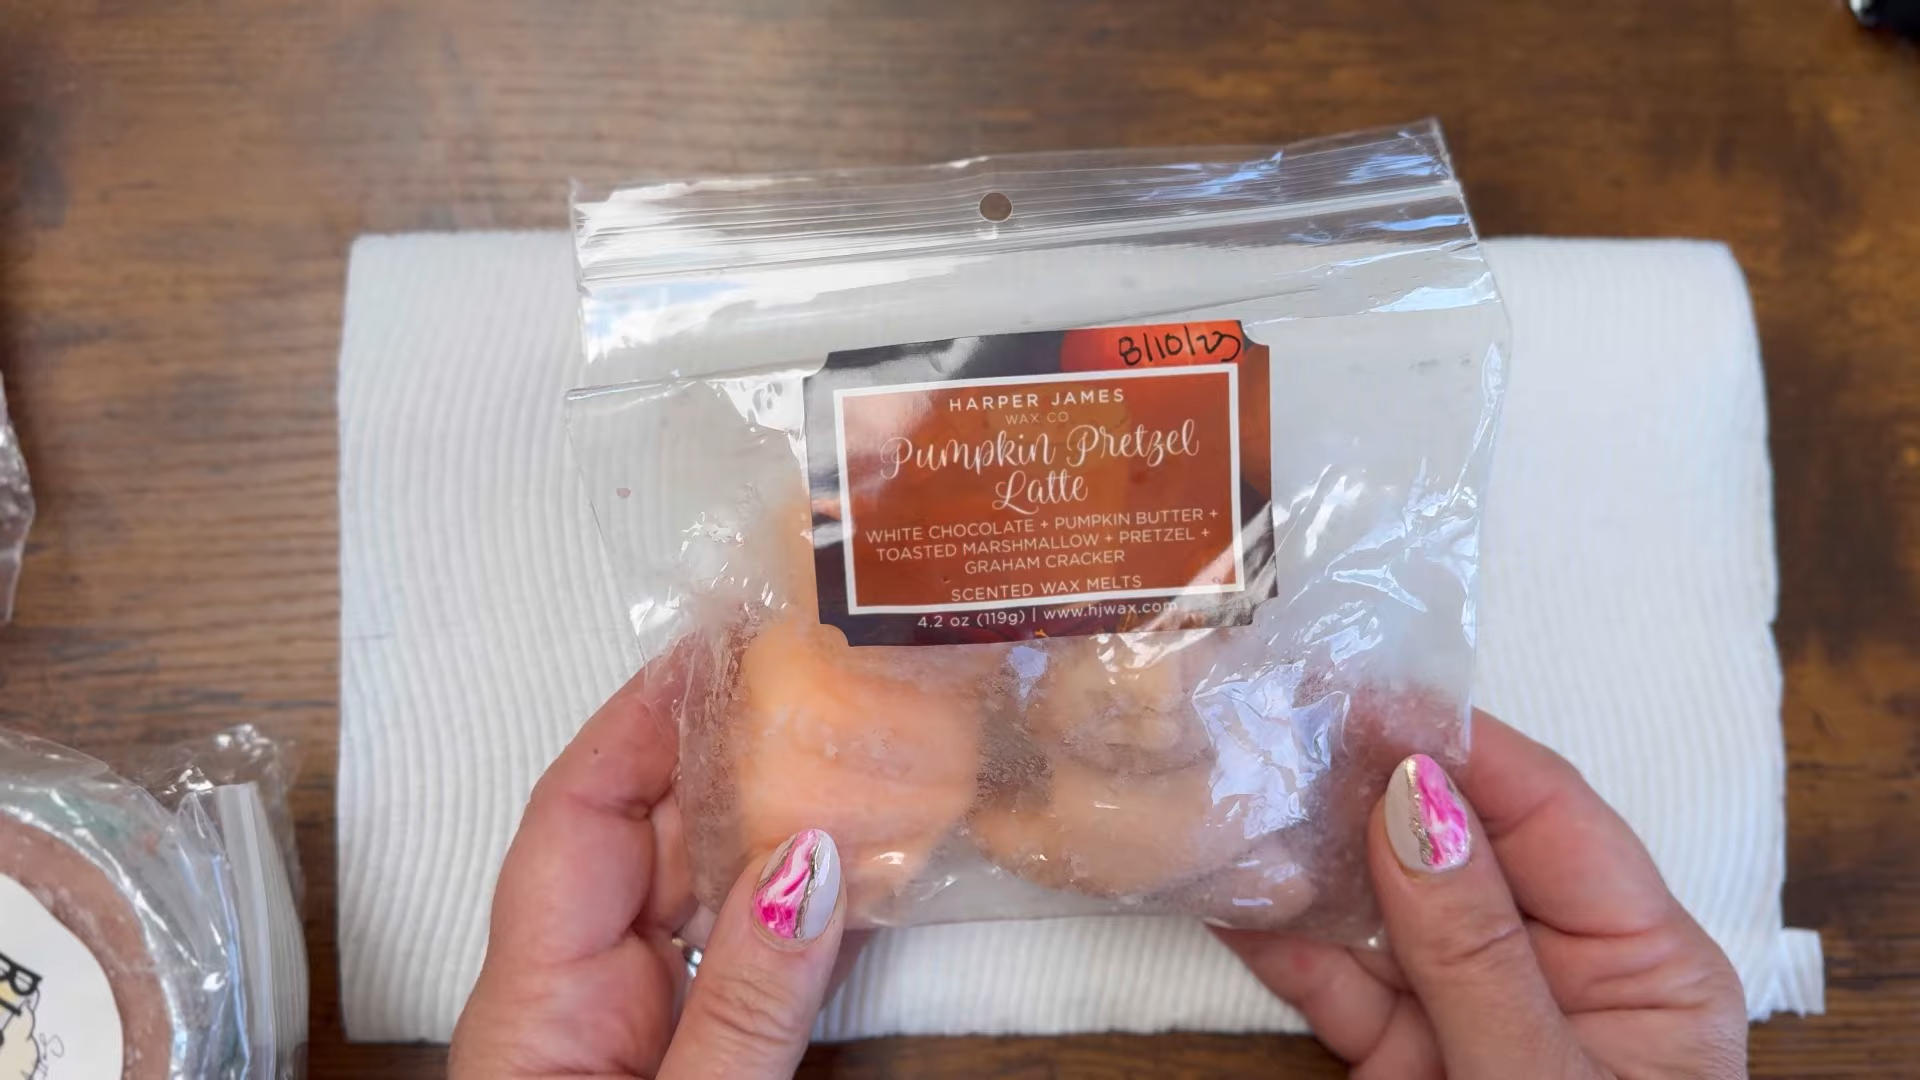 8/10/23
HARPER JAMES
WAX CO
Pumpkin Pretzel
Latte
WHITE CHOCOLATE + PUMPKIN BUTTER +
TOASTED MARSHMALLOW + PRETZEL +
GRAHAM CRACKER
SCENTED WAX MELTS
4.2 oz (119g) | www.hjwax.com